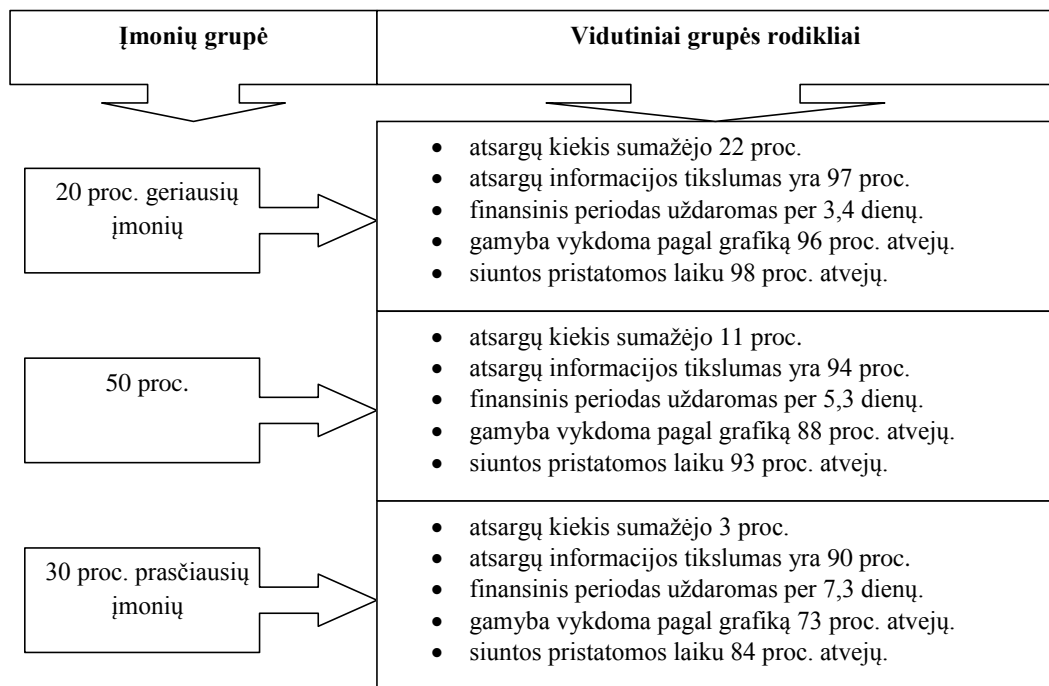 Įmonių grupė
Vidutiniai grupės rodikliai
20 proc. geriausių
įmonių
• atsargų kiekis sumažėjo 22 proc.
• atsargų informacijos tikslumas yra 97 proc.
• finansinis periodas uždaromas per 3,4 dienų.
• gamyba vykdoma pagal grafiką 96 proc. atvejų.
• siuntos pristatomos laiku 98 proc. atvejų.
50 proc.
• atsargų kiekis sumažėjo 11 proc.
• atsargų informacijos tikslumas yra 94 proc.
• finansinis periodas uždaromas per 5,3 dienų.
• gamyba vykdoma pagal grafiką 88 proc. atvejų.
• siuntos pristatomos laiku 93 proc. atvejų.
30 proc. prasčiausių
įmonių
• atsargų kiekis sumažėjo 3 proc.
• atsargų informacijos tikslumas yra 90 proc.
• finansinis periodas uždaromas per 7,3 dienų.
• gamyba vykdoma pagal grafiką 73 proc. atvejų.
• siuntos pristatomos laiku 84 proc. atvejų.